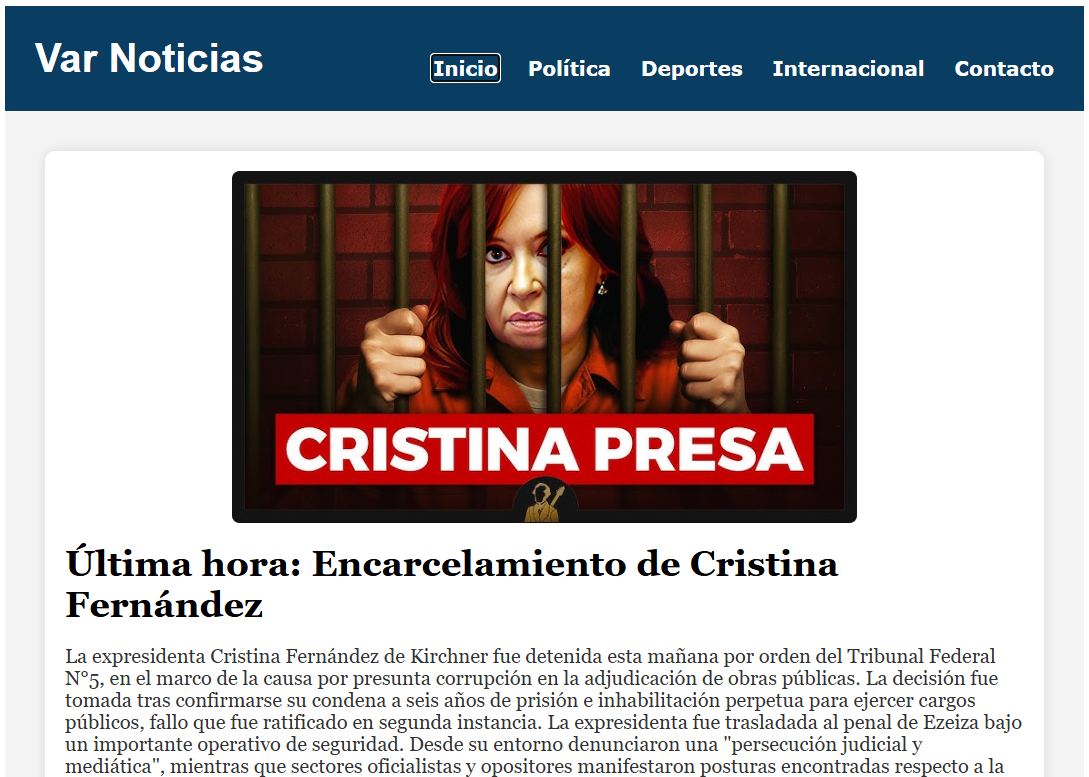 Var Noticias
Inicio Política Deportes Internacional Contacto
CRISTINA PRESA
Última hora: Encarcelamiento de Cristina
Fernández
La expresidenta Cristina Fernández de Kirchner fue detenida esta mañana por orden del Tribunal Federal
N°5, en el marco de la causa por presunta corrupción en la adjudicación de obras públicas. La decisión fue
tomada tras confirmarse su condena a seis años de prisión e inhabilitación perpetua para ejercer cargos
públicos, fallo que fue ratificado en segunda instancia. La expresidenta fue trasladada al penal de Ezeiza bajo
un importante operativo de seguridad. Desde su entorno denunciaron una "persecución judicial y
mediática", mientras que sectores oficialistas y opositores manifestaron posturas encontradas respecto a la